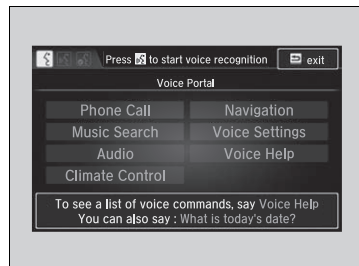 Press to start voice recognition
exit
Voice Portal
Phone Call
Navigation
Music Search
Voice Settings
Audio
Voice Help
Climate Control
To see a list of voice commands, say Voice Help
You can also say : What is today's date?